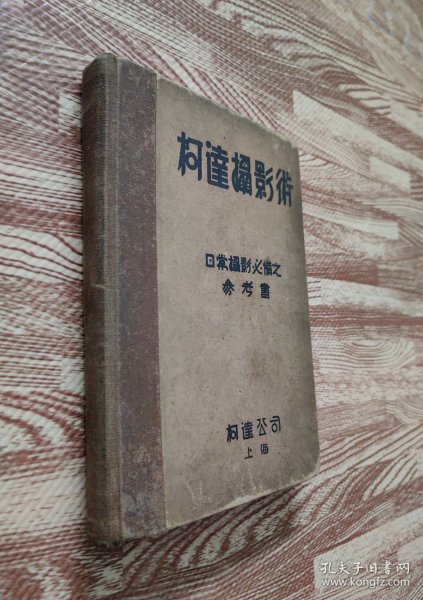 柯達攝影術
日常攝影必備之
參考書
柯達公司
上海
孔夫子旧书网
www.kongfz.com